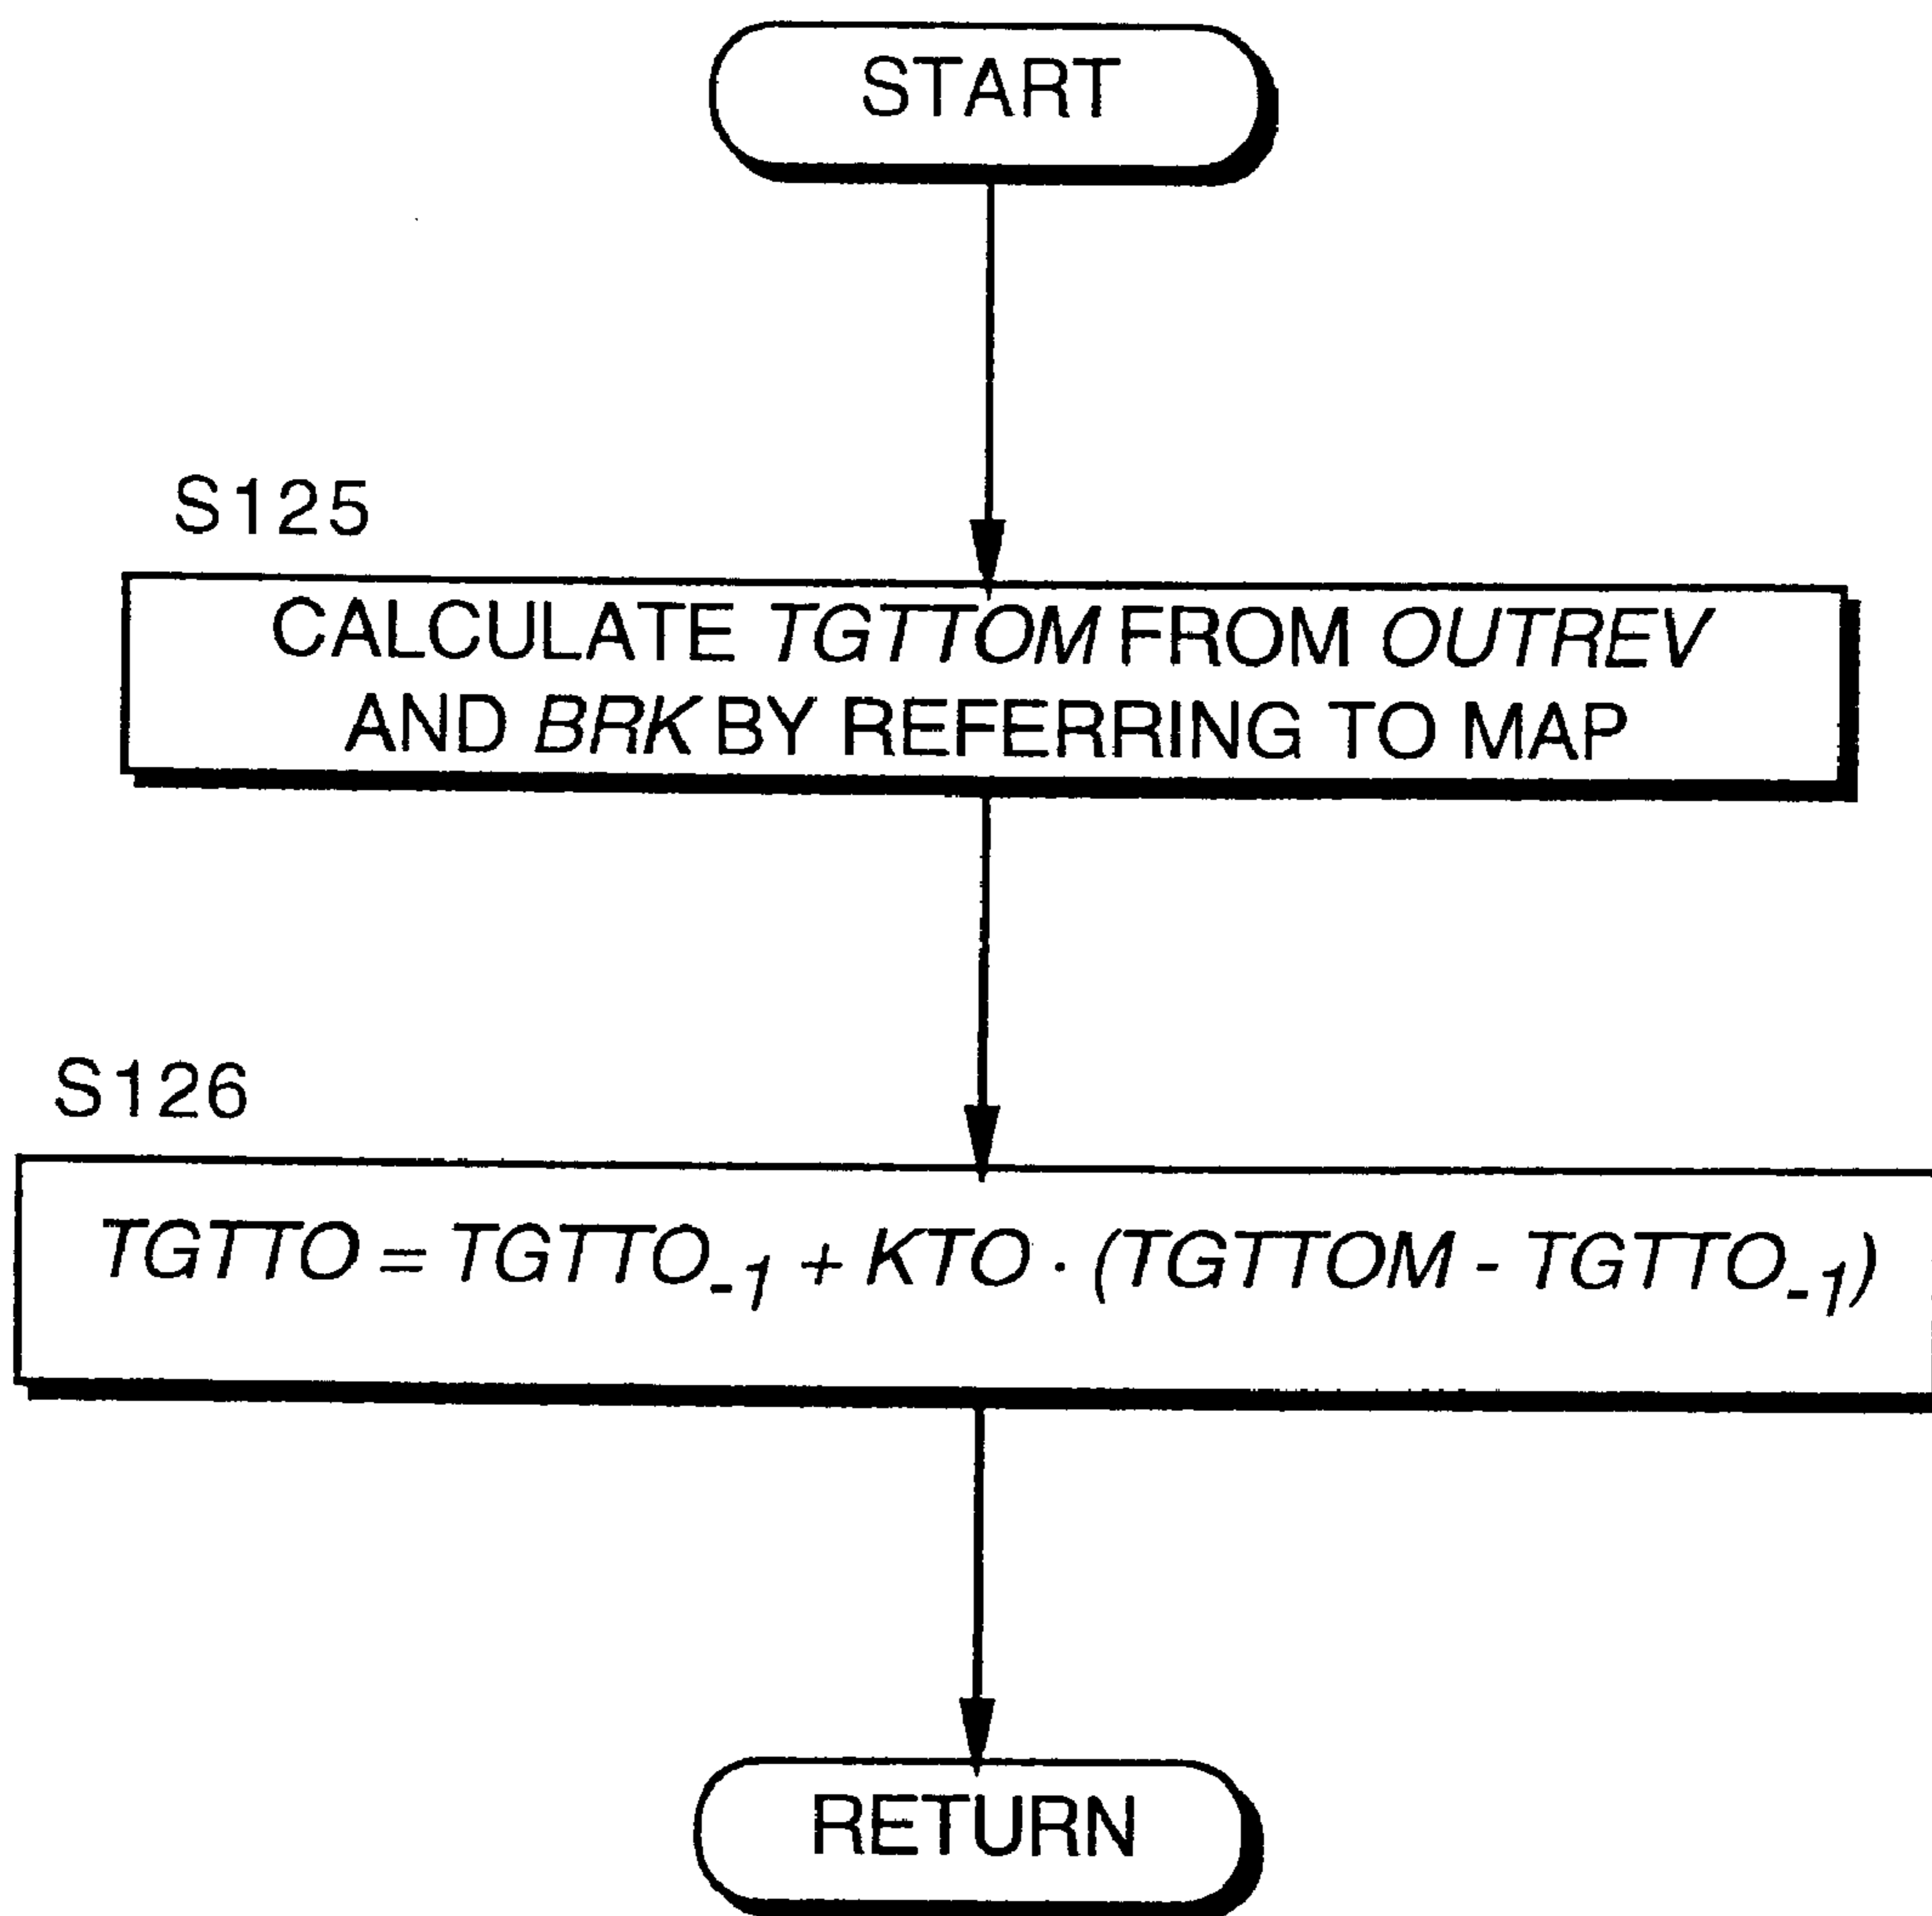 START
S125
CALCULATE TGTTOM FROM OUTREV
AND BRK BY REFERRING TO MAP
S126
TGTTO = TGTTO-1 + KTO · (TGTTOM - TGTTO-1)
RETURN